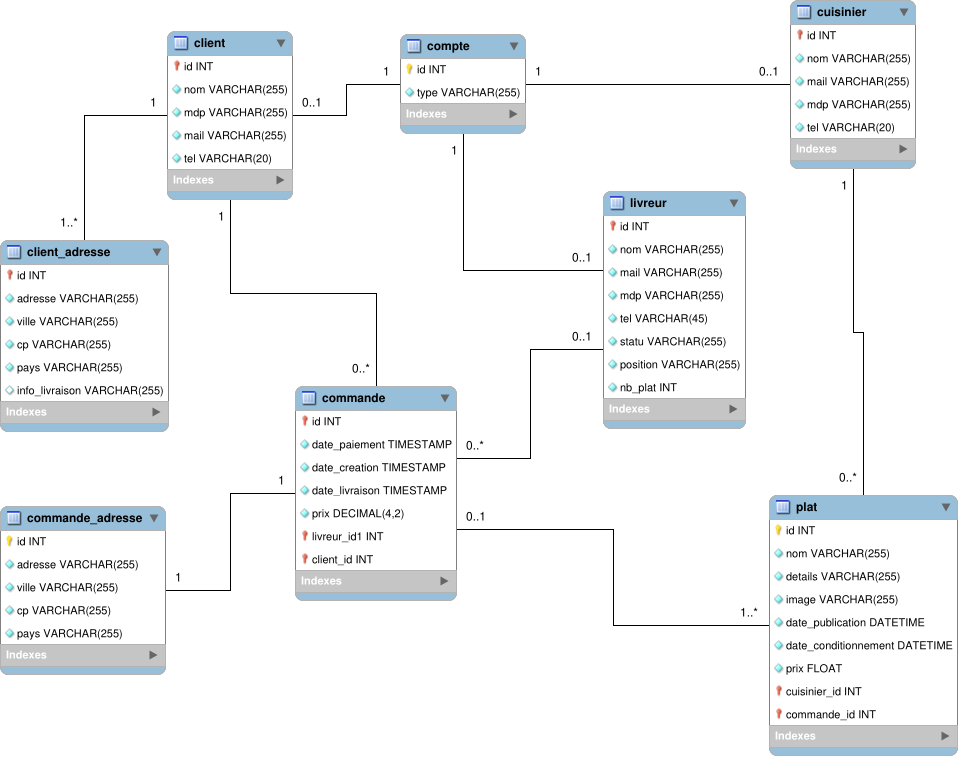 client
id INT
nom VARCHAR(255)
mdp VARCHAR(255)
mail VARCHAR(255)
tel VARCHAR(20)
Indexes
compte
id INT
type VARCHAR(255)
Indexes
cuisinier
id INT
nom VARCHAR(255)
mail VARCHAR(255)
mdp VARCHAR(255)
tel VARCHAR(20)
Indexes
1
0..1
1
1
0..1
1
1
1
1..*
0..1
client_adresse
id INT
adresse VARCHAR(255)
ville VARCHAR(255)
cp VARCHAR(255)
pays VARCHAR(255)
info_livraison VARCHAR(255)
Indexes
livreur
id INT
nom VARCHAR(255)
mail VARCHAR(255)
mdp VARCHAR(255)
tel VARCHAR(45)
statu VARCHAR(255)
position VARCHAR(255)
nb_plat INT
Indexes
0..1
0..*
commande
id INT
date_paiement TIMESTAMP
date_creation TIMESTAMP
date_livraison TIMESTAMP
prix DECIMAL(4,2)
livreur_id1 INT
client_id INT
Indexes
0..*
0..*
1
0..1
1
1..*
commande_adresse
id INT
adresse VARCHAR(255)
ville VARCHAR(255)
cp VARCHAR(255)
pays VARCHAR(255)
Indexes
plat
id INT
nom VARCHAR(255)
details VARCHAR(255)
image VARCHAR(255)
date_publication DATETIME
date_conditionnement DATETIME
prix FLOAT
cuisinier_id INT
commande_id INT
Indexes